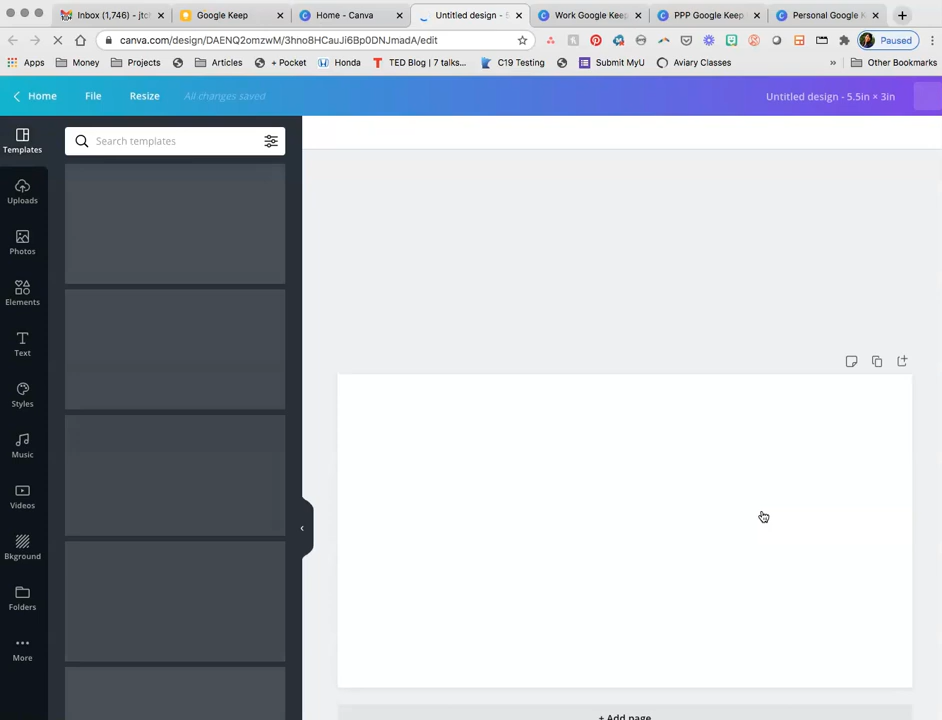 Inbox (1,746) - jtch
Google Keep
Home - Canva
Untitled design - 5
Work Google Keep
PPP Google Keep
Personal Google K
canva.com/design/DAENQ2omzwM/3hno8HCauJi6Bp0DNJmadA/edit
Paused
Apps
Money
Projects
Articles
+ Pocket
Honda
TED Blog | 7 talks...
C19 Testing
Submit MyU
Aviary Classes
»
Other Bookmarks
Home
File
Resize
All changes saved
Untitled design - 5.5in × 3in
Templates
Search templates
Uploads
Photos
Elements
Text
Styles
Music
Videos
Bkground
Folders
More
+ Add page